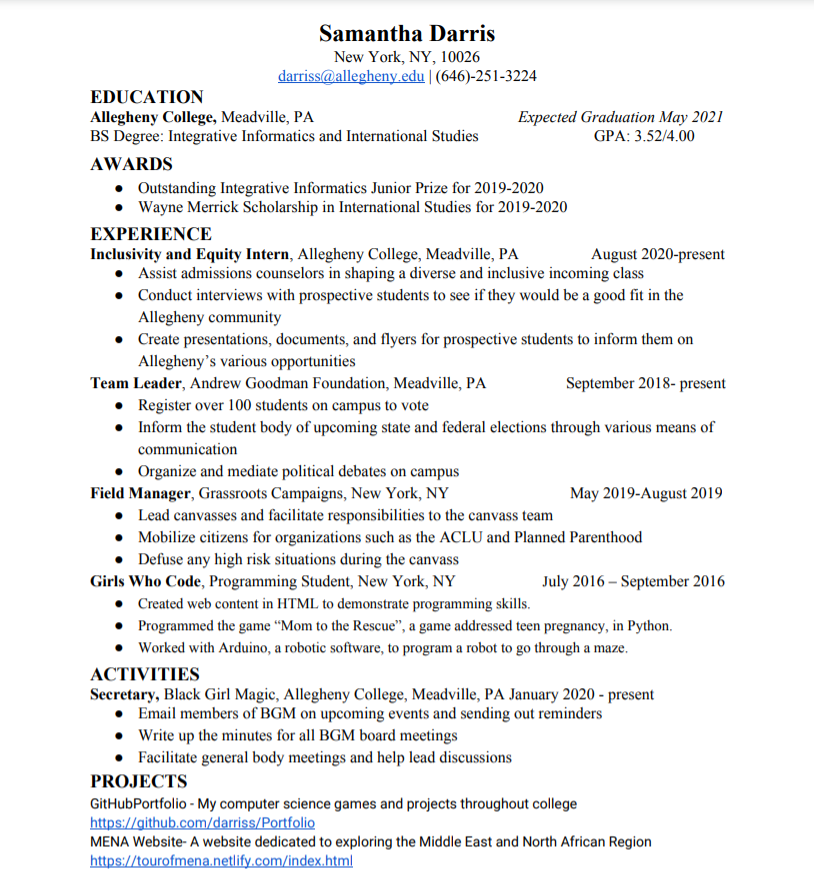 Samantha Darris
New York, NY, 10026
darriss@allegheny.edu | (646)-251-3224
EDUCATION
Allegheny College, Meadville, PA Expected Graduation May 2021
BS Degree: Integrative Informatics and International Studies GPA: 3.52/4.00
AWARDS
● Outstanding Integrative Informatics Junior Prize for 2019-2020
● Wayne Merrick Scholarship in International Studies for 2019-2020
EXPERIENCE
Inclusivity and Equity Intern, Allegheny College, Meadville, PA August 2020-present
● Assist admissions counselors in shaping a diverse and inclusive incoming class
● Conduct interviews with prospective students to see if they would be a good fit in the
Allegheny community
● Create presentations, documents, and flyers for prospective students to inform them on
Allegheny's various opportunities
Team Leader, Andrew Goodman Foundation, Meadville, PA September 2018- present
● Register over 100 students on campus to vote
● Inform the student body of upcoming state and federal elections through various means of
communication
● Organize and mediate political debates on campus
Field Manager, Grassroots Campaigns, New York, NY May 2019-August 2019
● Lead canvasses and facilitate responsibilities to the canvass team
● Mobilize citizens for organizations such as the ACLU and Planned Parenthood
● Defuse any high risk situations during the canvass
Girls Who Code, Programming Student, New York, NY July 2016 – September 2016
● Created web content in HTML to demonstrate programming skills.
● Programmed the game “Mom to the Rescue”, a game addressed teen pregnancy, in Python.
● Worked with Arduino, a robotic software, to program a robot to go through a maze.
ACTIVITIES
Secretary, Black Girl Magic, Allegheny College, Meadville, PA January 2020 - present
● Email members of BGM on upcoming events and sending out reminders
● Write up the minutes for all BGM board meetings
● Facilitate general body meetings and help lead discussions
PROJECTS
GitHubPortfolio - My computer science games and projects throughout college
https://github.com/darriss/Portfolio
MENA Website- A website dedicated to exploring the Middle East and North African Region
https://tourofmena.netlify.com/index.html